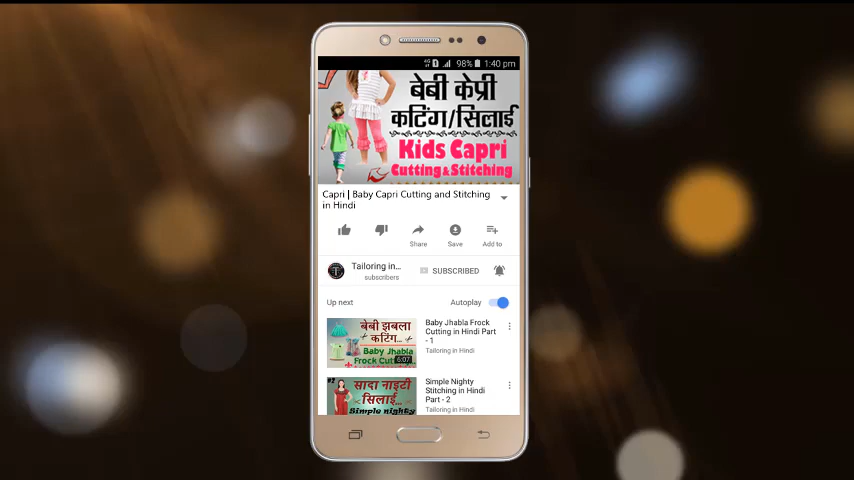 98% 1:40 pm
बेबी केप्री
कटिंग/सिलाई
Kids Capri
Cutting & Stitching
Capri | Baby Capri Cutting and Stitching
in Hindi
Share
Save
Add to
Tailoring in...
subscribers
SUBSCRIBED
Up next
Autoplay
बेबी झबला
कटिंग...
Baby Jhabla
Frock Cutt
6:07
Baby Jhabla Frock
Cutting in Hindi Part
- 1
Tailoring in Hindi
#2 सादा नाइटी
सिलाई...
Simple nighty
Simple Nighty
Stitching in Hindi
Part - 2
Tailoring in Hindi